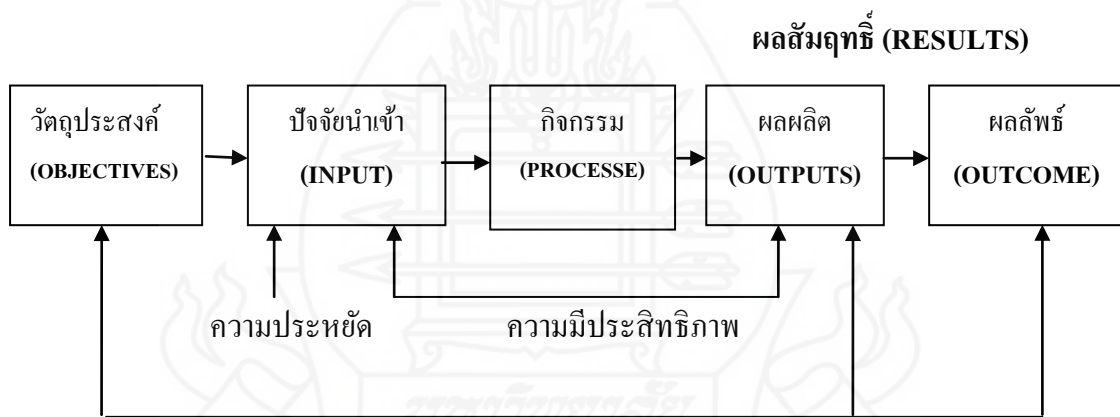 ผลสัมฤทธิ์ (RESULTS)
วัตถุประสงค์
(OBJECTIVES)
ปัจจัยนำเข้า
(INPUT)
กิจกรรม
(PROCESSE)
ผลผลิต
(OUTPUTS)
ผลลัพธ์
(OUTCOME)
ความประหยัด
ความมีประสิทธิภาพ